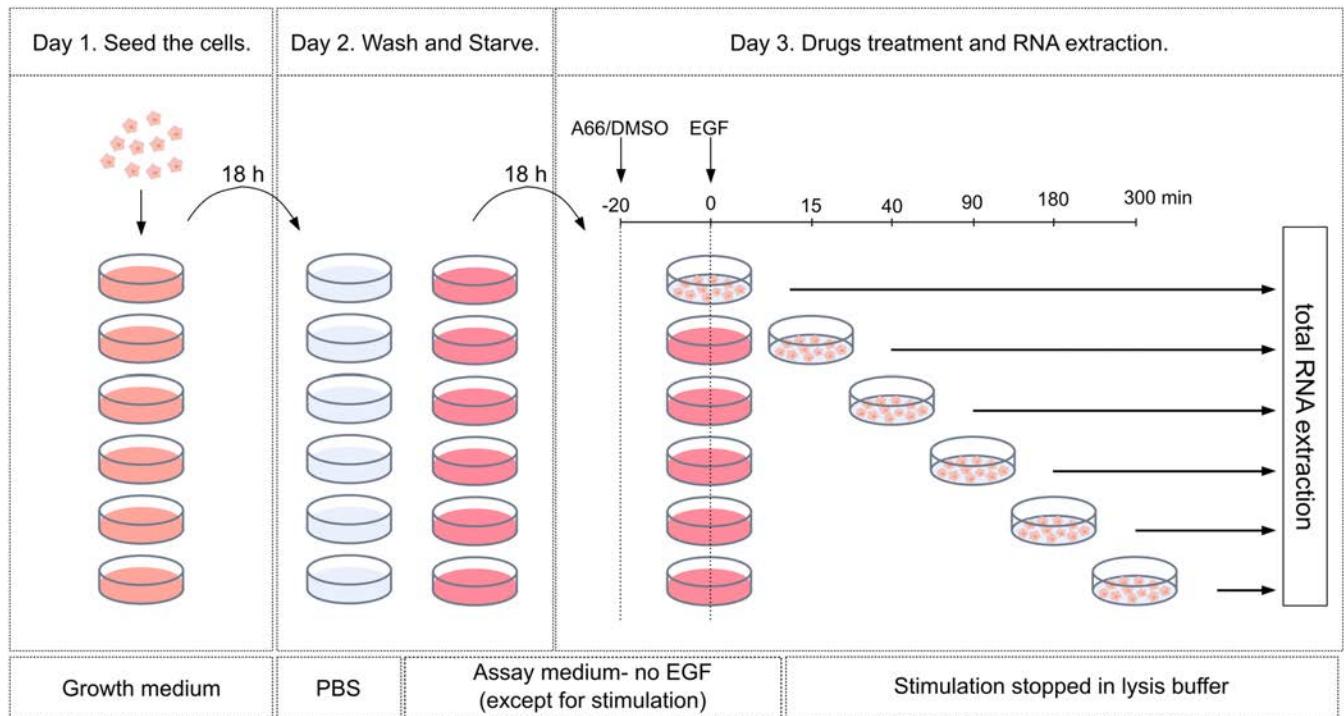 Day 1. Seed the cells.
Day 2. Wash and Starve.
Day 3. Drugs treatment and RNA extraction.
A66/DMSO
EGF
18 h
18 h
-20
0
15
40
90
180
300 min
total RNA extraction
Growth medium
PBS
Assay medium- no EGF
(except for stimulation)
Stimulation stopped in lysis buffer